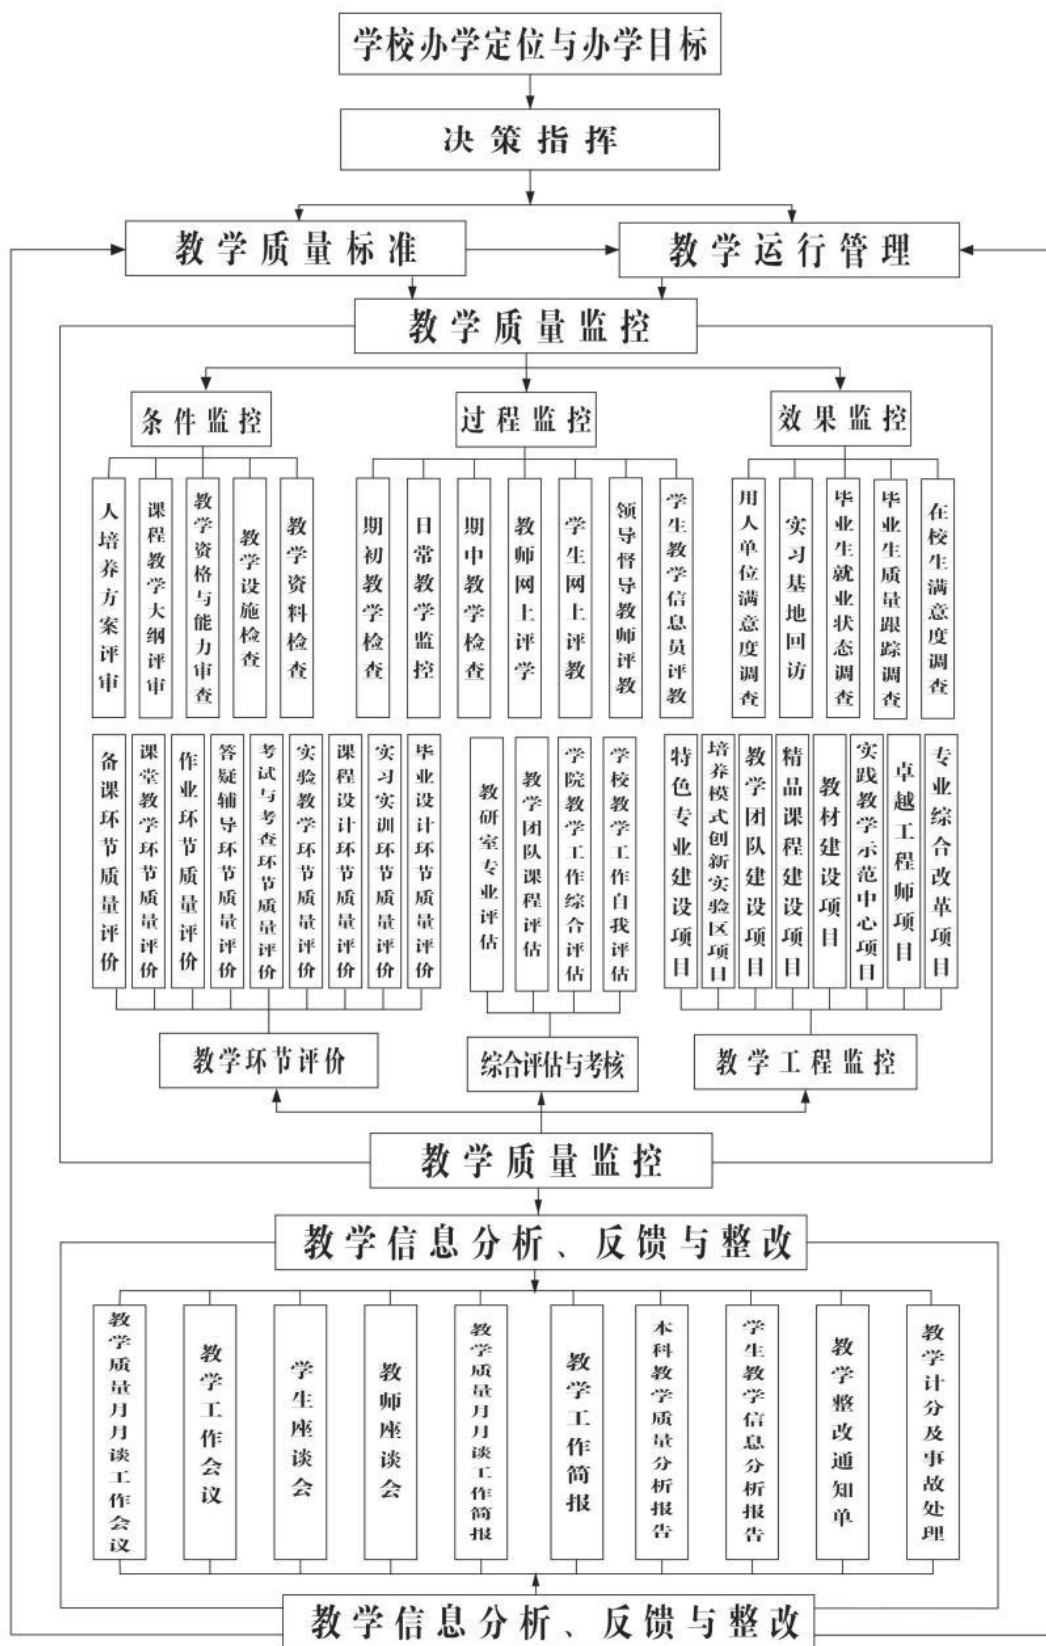 学校办学定位与办学目标
决策指挥
教学质量标准
教学运行管理
教学质量监控
条件监控
过程监控
效果监控
人培养方案评审
课程教学大纲评审
教学资格与能力审查
教学设施检查
教学资料检查
期初教学检查
日常教学监控
期中教学检查
教师网上评学
学生网上评教
领导督导教师评教
学生教学信息员评教
用人单位满意度调查
实习基地回访
毕业生就业状态调查
毕业生质量跟踪调查
在校生满意度调查
备课环节质量评价
课堂教学环节质量评价
作业环节质量评价
答疑辅导环节质量评价
考试与考查环节质量评价
实验教学环节质量评价
课程设计环节质量评价
实习实训环节质量评价
毕业设计环节质量评价
教研室专业评估
教学团队课程评估
学院教学工作综合评估
学校教学工作自我评估
特色专业建设项目
培养模式创新实验区项目
教学团队建设项目
精品课程建设项目
教材建设项目
实践教学示范中心项目
卓越工程师项目
专业综合改革项目
教学环节评价
综合评估与考核
教学工程监控
教学质量监控
教学信息分析、反馈与整改
教学质量月月谈工作会议
教学工作会议
学生座谈会
教师座谈会
教学质量月月谈工作简报
教学工作简报
本科教学质量分析报告
学生教学信息分析报告
教学整改通知单
教学计分及事故处理
教学信息分析、反馈与整改